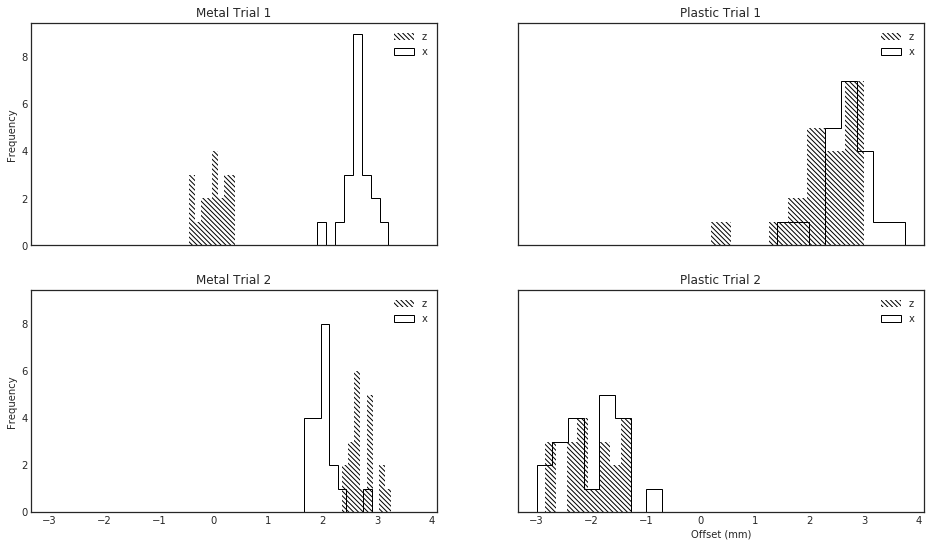 Metal Trial 1
Plastic Trial 1
z
x
z
x
8
6
4
2
0
Frequency
Metal Trial 2
Plastic Trial 2
z
x
z
x
8
6
4
2
0
Frequency
−3 −2 −1 0 1 2 3 4
−3 −2 −1 0 1 2 3 4
Offset (mm)